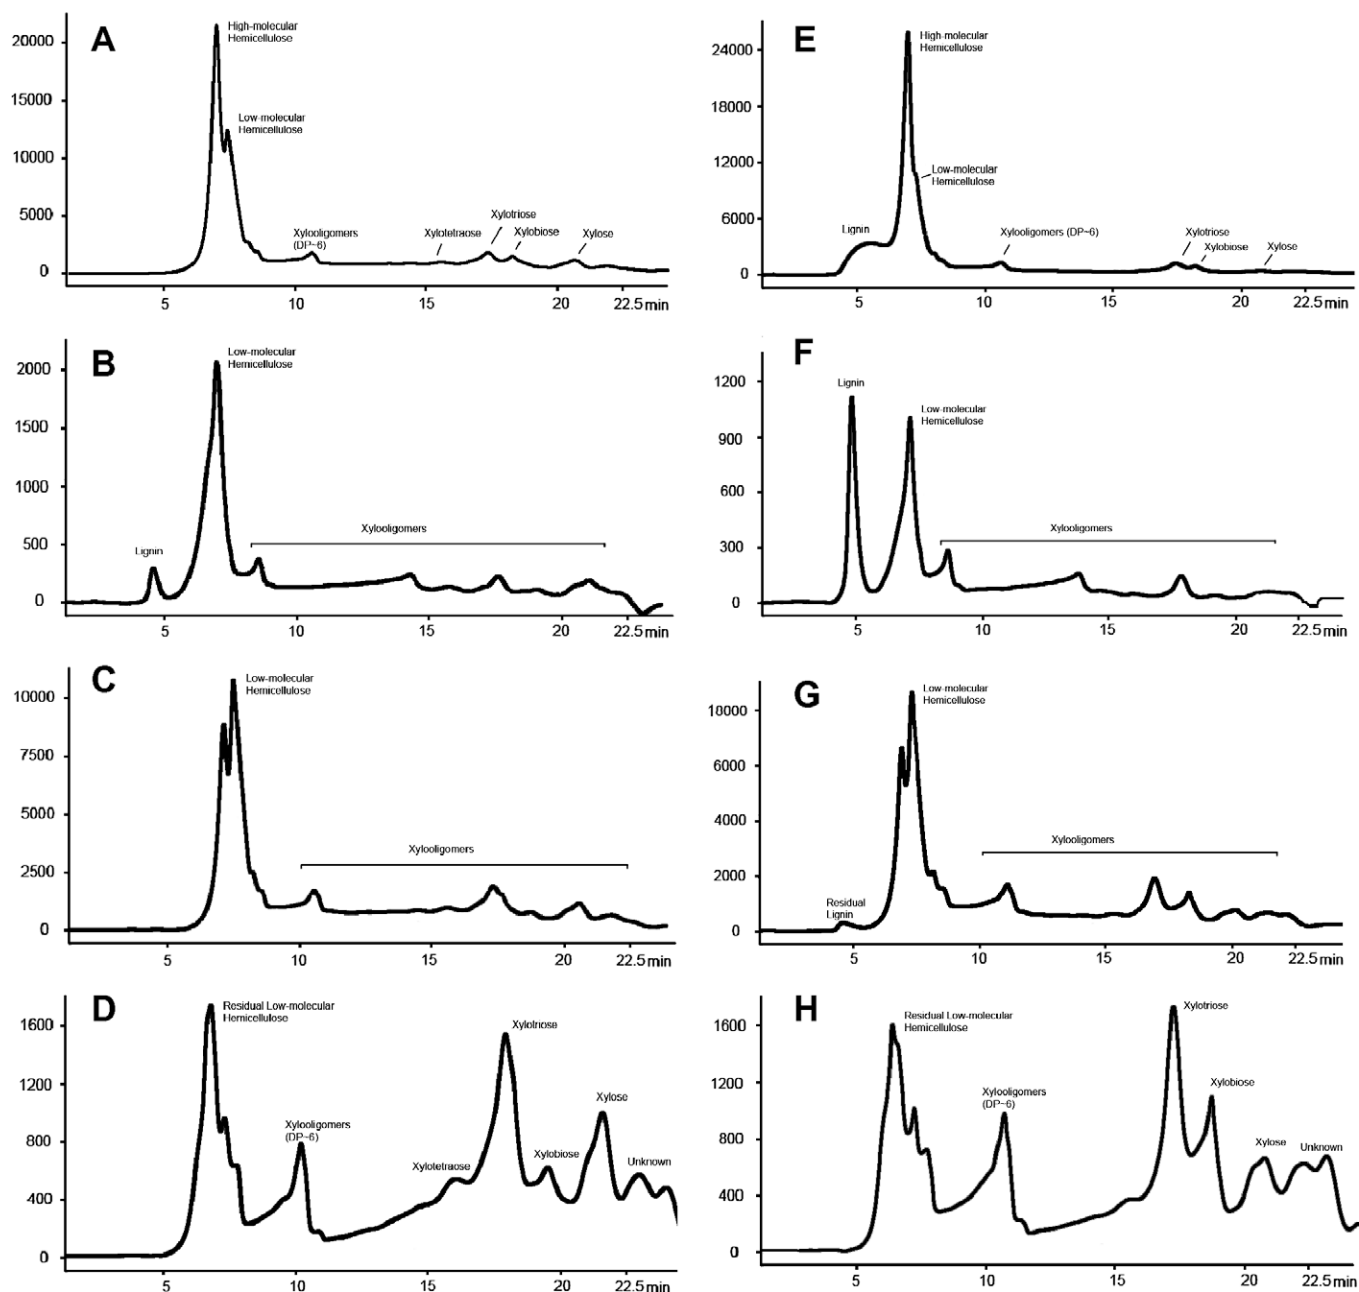 A
High-molecular
Hemicellulose
Low-molecular
Hemicellulose
Xylooligomers
(DP~6)
Xylotetraose
Xylotriose
Xylobiose
Xylose
20000
15000
10000
5000
0
5
10
15
20
22.5 min
E
High-molecular
Hemicellulose
Low-molecular
Hemicellulose
Lignin
Xylooligomers (DP~6)
Xylotriose
Xylobiose
Xylose
24000
18000
12000
6000
0
5
10
15
20
22.5 min
B
Low-molecular
Hemicellulose
Lignin
Xylooligomers
2000
1500
1000
500
0
5
10
15
20
22.5 min
F
Lignin
Low-molecular
Hemicellulose
Xylooligomers
1200
900
600
300
0
5
10
15
20
22.5 min
C
Low-molecular
Hemicellulose
Xylooligomers
10000
7500
5000
2500
0
5
10
15
20
22.5 min
G
Low-molecular
Hemicellulose
Residual
Lignin
Xylooligomers
18000
6000
4000
2000
0
5
10
15
20
22.5 min
D
Residual Low-molecular
Hemicellulose
Xylooligomers
(DP~6)
Xylotetraose
Xylotriose
Xylobiose
Xylose
Unknown
1600
1200
800
400
0
5
10
15
20
22.5 min
H
Residual Low-molecular
Hemicellulose
Xylooligomers
(DP~6)
Xylotriose
Xylobiose
Xylose
Unknown
1600
1200
800
400
0
5
10
15
20
22.5 min